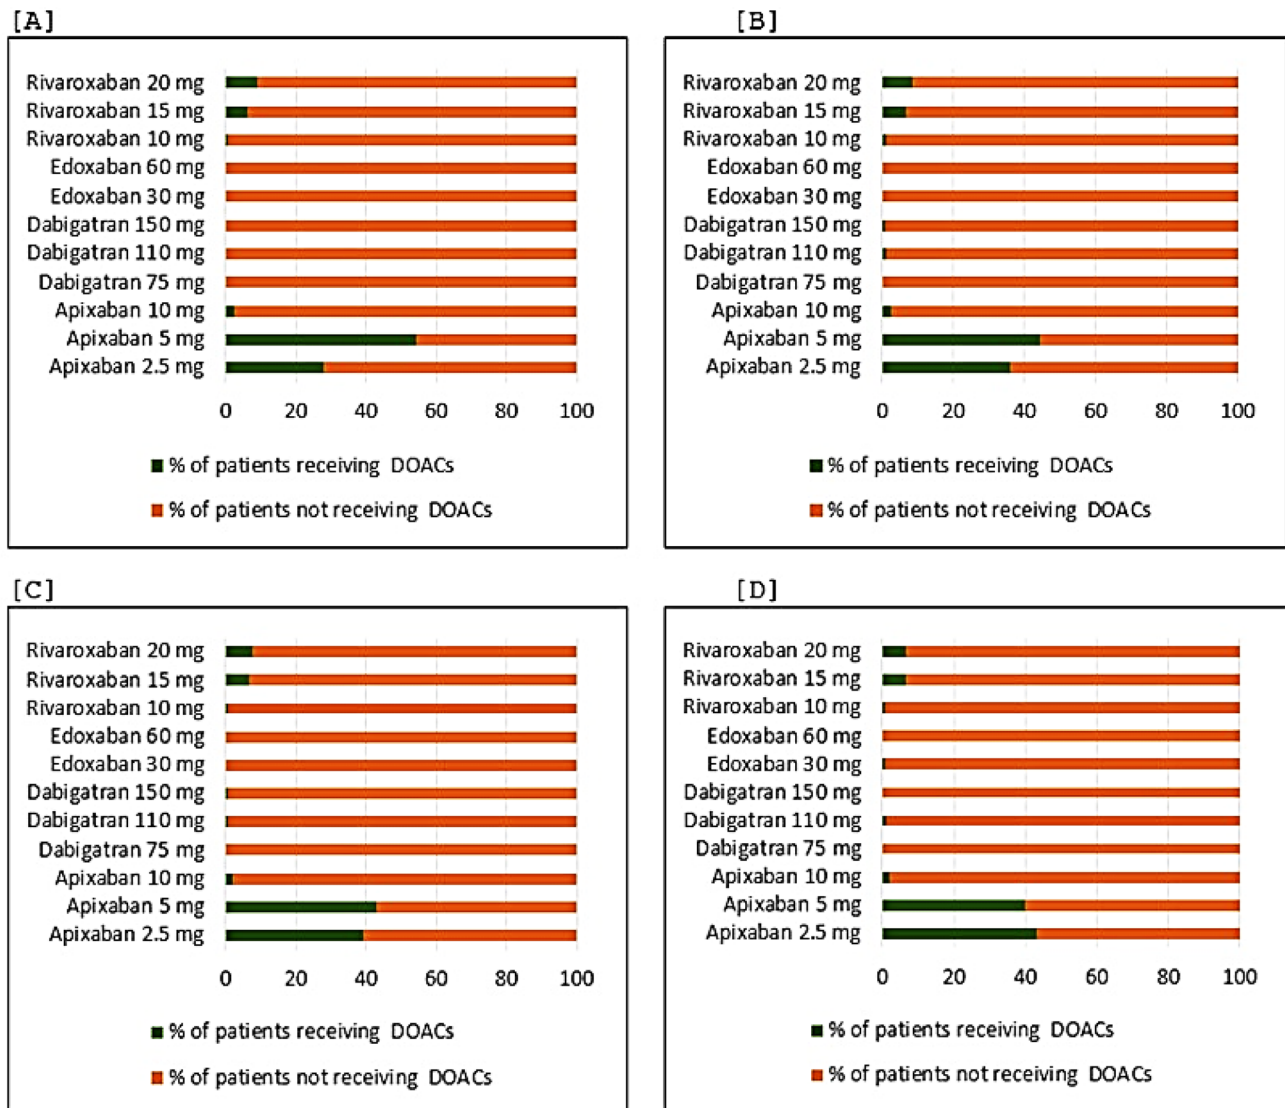 [A]
Rivaroxaban 20 mg
Rivaroxaban 15 mg
Rivaroxaban 10 mg
Edoxaban 60 mg
Edoxaban 30 mg
Dabigatran 150 mg
Dabigatran 110 mg
Dabigatran 75 mg
Apixaban 10 mg
Apixaban 5 mg
Apixaban 2.5 mg
0 20 40 60 80 100
% of patients receiving DOACs
% of patients not receiving DOACs
[B]
Rivaroxaban 20 mg
Rivaroxaban 15 mg
Rivaroxaban 10 mg
Edoxaban 60 mg
Edoxaban 30 mg
Dabigatran 150 mg
Dabigatran 110 mg
Dabigatran 75 mg
Apixaban 10 mg
Apixaban 5 mg
Apixaban 2.5 mg
0 20 40 60 80 100
% of patients receiving DOACs
% of patients not receiving DOACs
[C]
Rivaroxaban 20 mg
Rivaroxaban 15 mg
Rivaroxaban 10 mg
Edoxaban 60 mg
Edoxaban 30 mg
Dabigatran 150 mg
Dabigatran 110 mg
Dabigatran 75 mg
Apixaban 10 mg
Apixaban 5 mg
Apixaban 2.5 mg
0 20 40 60 80 100
% of patients receiving DOACs
% of patients not receiving DOACs
[D]
Rivaroxaban 20 mg
Rivaroxaban 15 mg
Rivaroxaban 10 mg
Edoxaban 60 mg
Edoxaban 30 mg
Dabigatran 150 mg
Dabigatran 110 mg
Dabigatran 75 mg
Apixaban 10 mg
Apixaban 5 mg
Apixaban 2.5 mg
0 20 40 60 80 100
% of patients receiving DOACs
% of patients not receiving DOACs